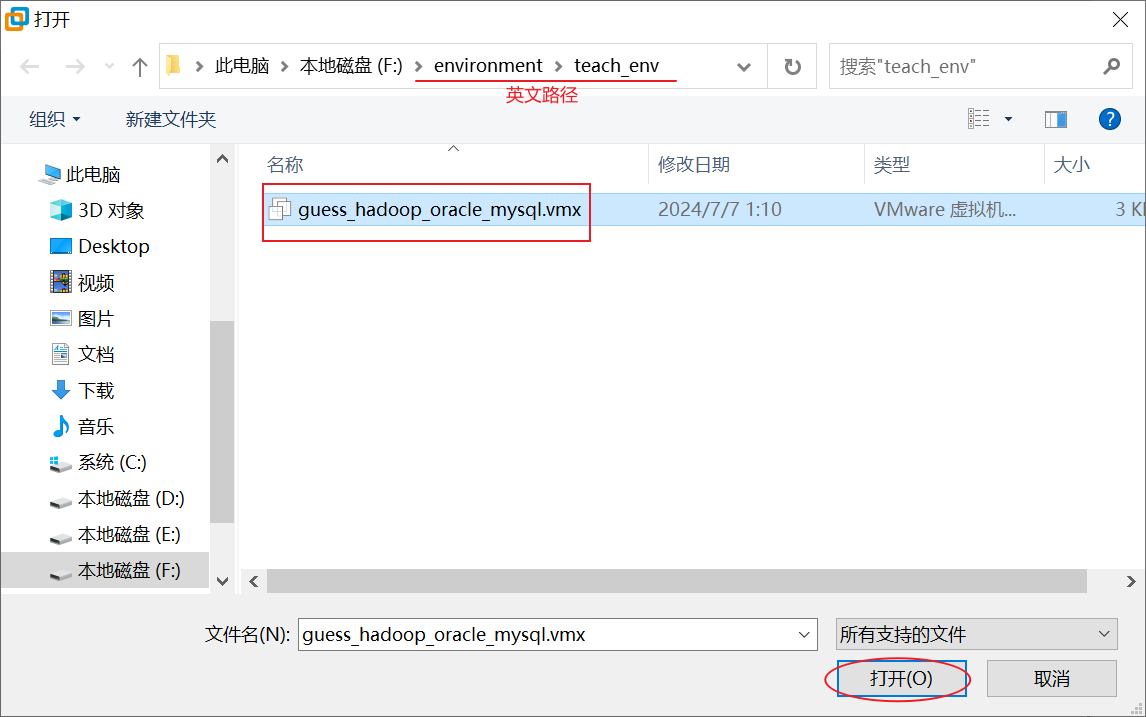 打开
此电脑 本地磁盘 (F:) environment teach_env
搜索"teach_env"
英文路径
组织 新建文件夹
?
名称 修改日期 类型 大小
guess_hadoop_oracle_mysql.vmx 2024/7/7 1:10 VMware 虚拟机... 3
此电脑
3D 对象
Desktop
视频
图片
文档
下载
音乐
系统 (C:)
本地磁盘 (D:)
本地磁盘 (E:)
本地磁盘 (F:)
文件名(N): guess_hadoop_oracle_mysql.vmx 所有支持的文件
打开(O) 取消